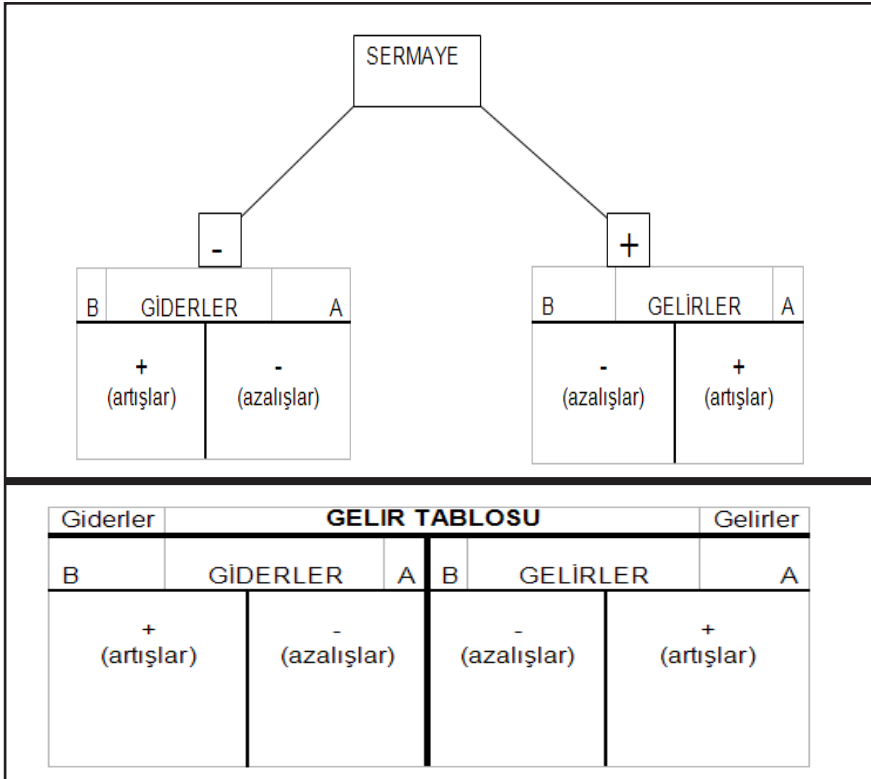 SERMAYE
- +
B GİDERLER A B GELİRLER A
+ - - +
(artışlar) (azalışlar) (azalışlar) (artışlar)
Giderler GELIR TABLOSU Gelirler
B GİDERLER A B GELİRLER A
+ - - +
(artışlar) (azalışlar) (azalışlar) (artışlar)